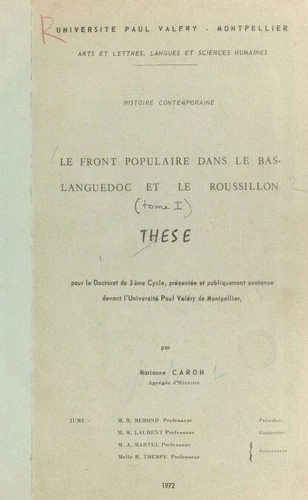 R
UNIVERSITE PAUL VALERY - MONTPELLIER
ARTS ET LETTRES, LANGUES ET SCIENCES HUMAINES
HISTOIRE CONTEMPORAINE
LE FRONT POPULAIRE DANS LE BAS-
LANGUEDOC ET LE ROUSSILLON
(tome I)
THESE
pour le Doctorat de 3ème Cycle, présentée et publiquement soutenue
devant l'Université Paul Valéry de Montpellier,
par
Marianne CARON
Agrégée d'Histoire
JURY : M. R. REMOND Professeur Président
M. R. LAURENT Professeur Rapporteur
M. A. MARTEL Professeur
Melle R. TREMPE Professeur Assesseurs
1972